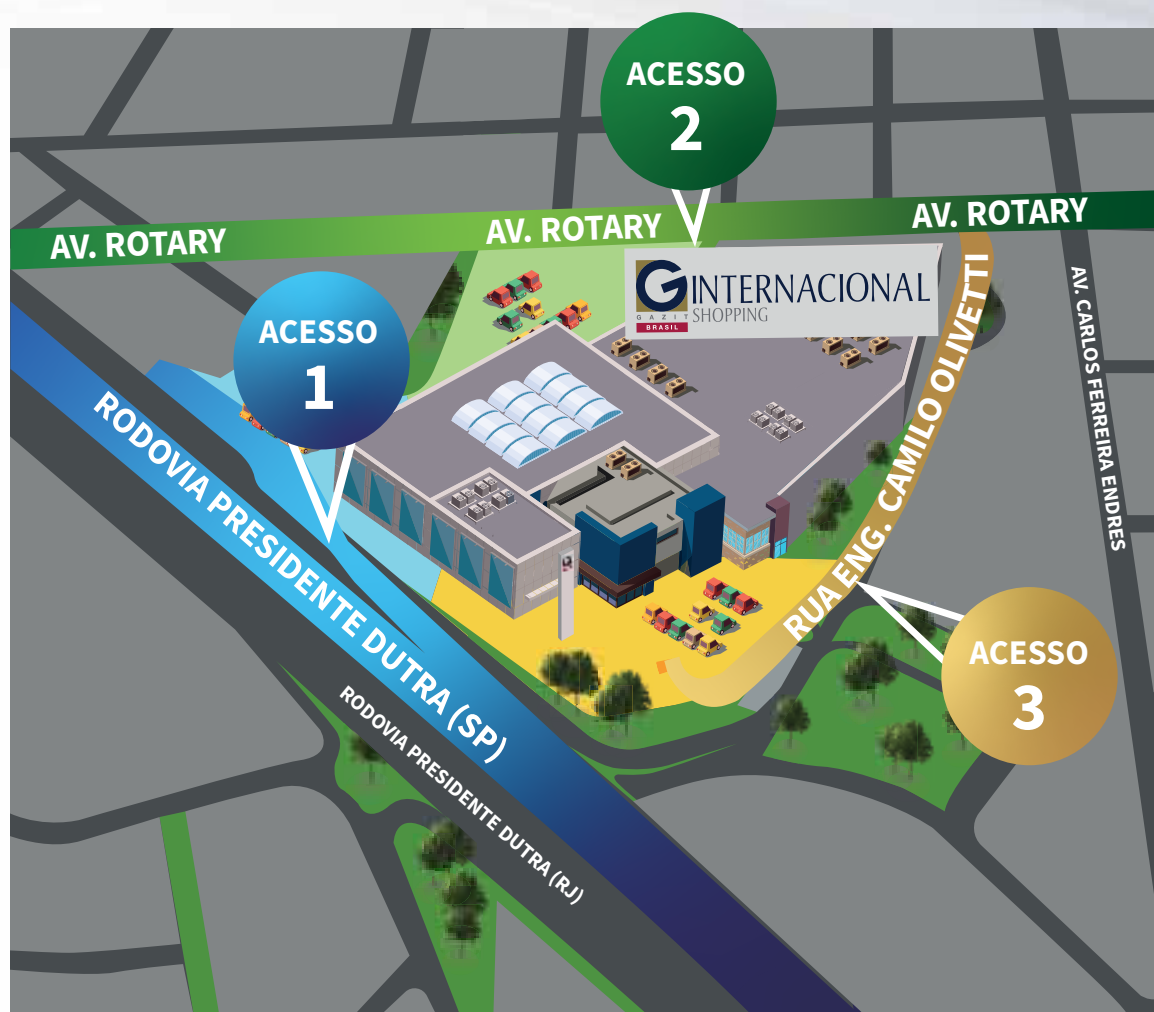 ACESSO
2
AV. ROTARY
AV. ROTARY
AV. ROTARY
G INTERNACIONAL
SHOPPING
GAZIT
BRASIL
ACESSO
1
RODOVIA PRESIDENTE DUTRA (SP)
RODOVIA PRESIDENTE DUTRA (RJ)
RUA ENG. CAMILO OLIVETTI
AV. CARLOS FERREIRA ENDRES
ACESSO
3